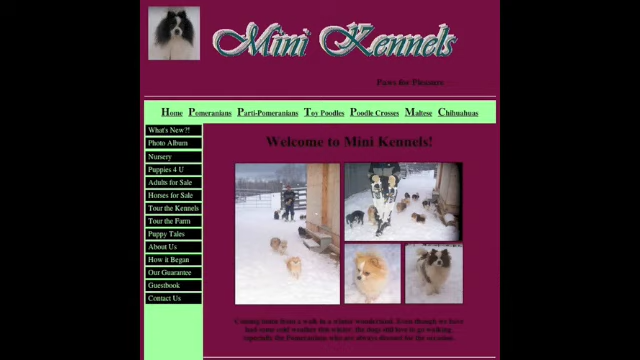 Mini Kennels
Paws for Pleasure
Home Pomeranians Parti-Pomeranians Toy Poodles Poodle Crosses Maltese Chihuahuas
What's New?!
Photo Album
Nursery
Puppies 4 U
Adults for Sale
Horses for Sale
Tour the Kennels
Tour the Farm
Puppy Tales
About Us
How it Began
Our Guarantee
Guestbook
Contact Us
Welcome to Mini Kennels!
Coming home from a walk in a winter wonderland. Even though we have
had some cold weather this winter, the dogs still love to go walking
especially the Pomeranians who are always dressed for the occasion.